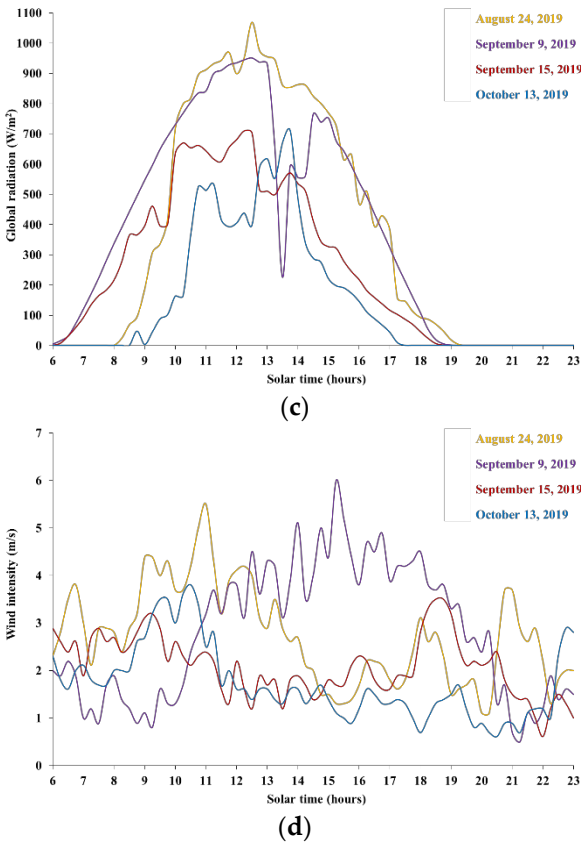 1100
1000
900
800
700
600
500
400
300
200
100
0
Global radiation (W/m²)
August 24, 2019
September 9, 2019
September 15, 2019
October 13, 2019
6 7 8 9 10 11 12 13 14 15 16 17 18 19 20 21 22 23
Solar time (hours)
(c)
7
6
5
4
3
2
1
0
Wind intensity (m/s)
August 24, 2019
September 9, 2019
September 15, 2019
October 13, 2019
6 7 8 9 10 11 12 13 14 15 16 17 18 19 20 21 22 23
Solar time (hours)
(d)